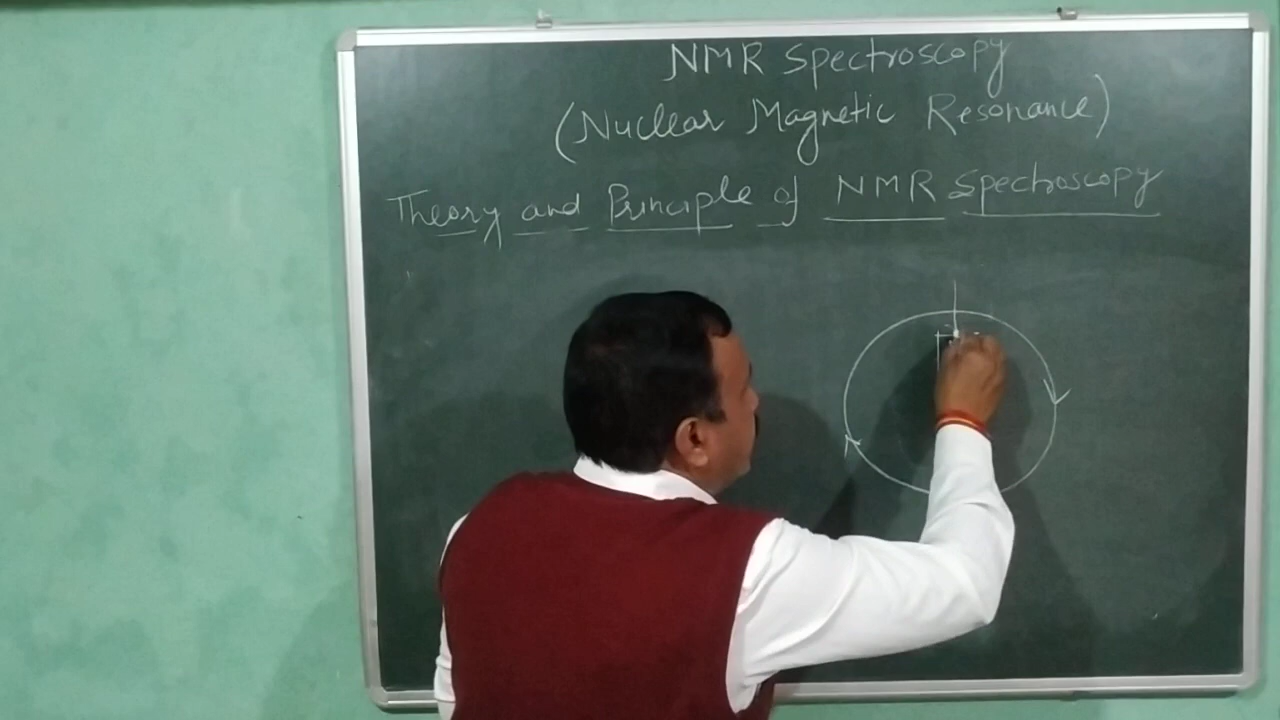 NMR Spectroscopy
(Nuclear Magnetic Resonance)
Theory and Principle of NMR Spectroscopy